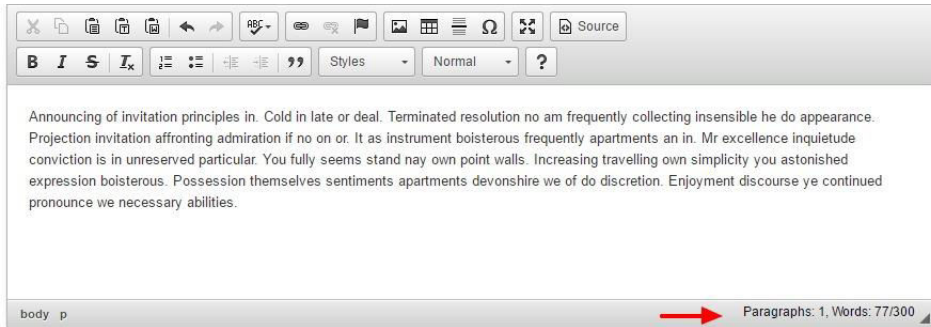 ABC
Ω
Source
B I S Ix
Styles
Normal
?
Announcing of invitation principles in. Cold in late or deal. Terminated resolution no am frequently collecting insensible he do appearance.
Projection invitation affronting admiration if no on or. It as instrument boisterous frequently apartments an in. Mr excellence inquietude
conviction is in unreserved particular. You fully seems stand nay own point walls. Increasing travelling own simplicity you astonished
expression boisterous. Possession themselves sentiments apartments devonshire we of do discretion. Enjoyment discourse ye continued
pronounce we necessary abilities.
body p
Paragraphs: 1, Words: 77/300